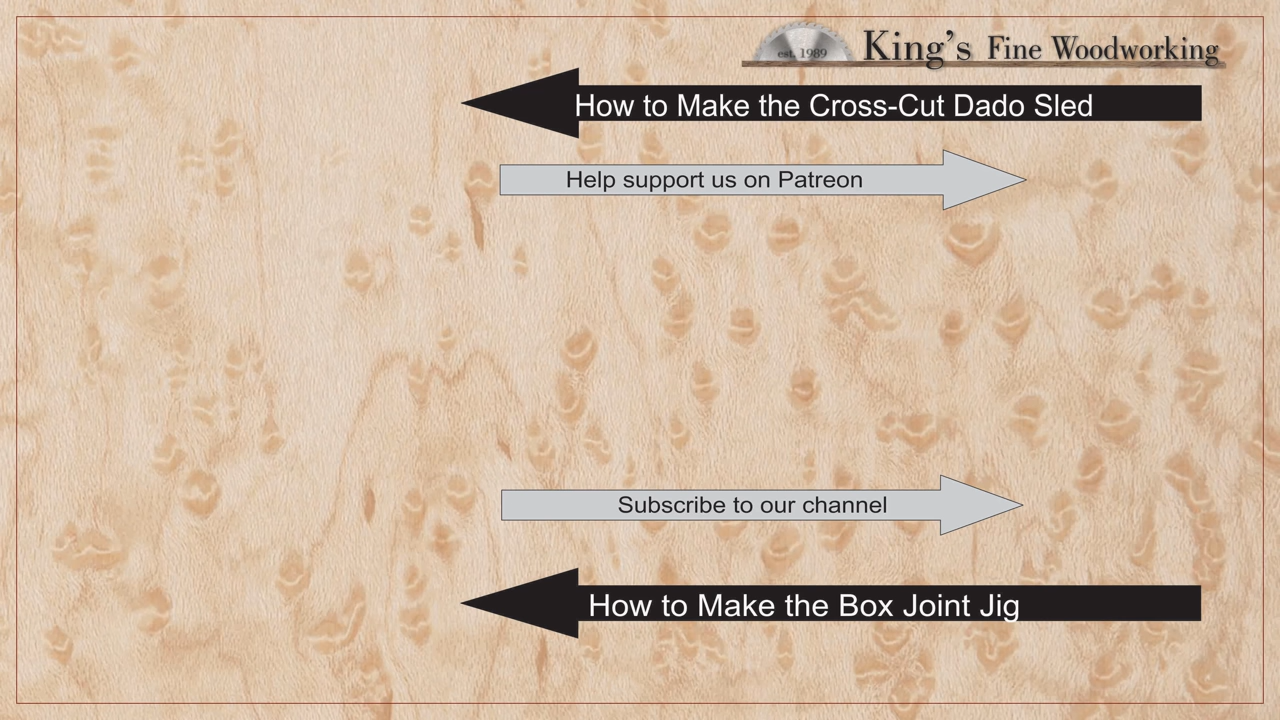 est. 1989
King's Fine Woodworking
How to Make the Cross-Cut Dado Sled
Help support us on Patreon
Subscribe to our channel
How to Make the Box Joint Jig